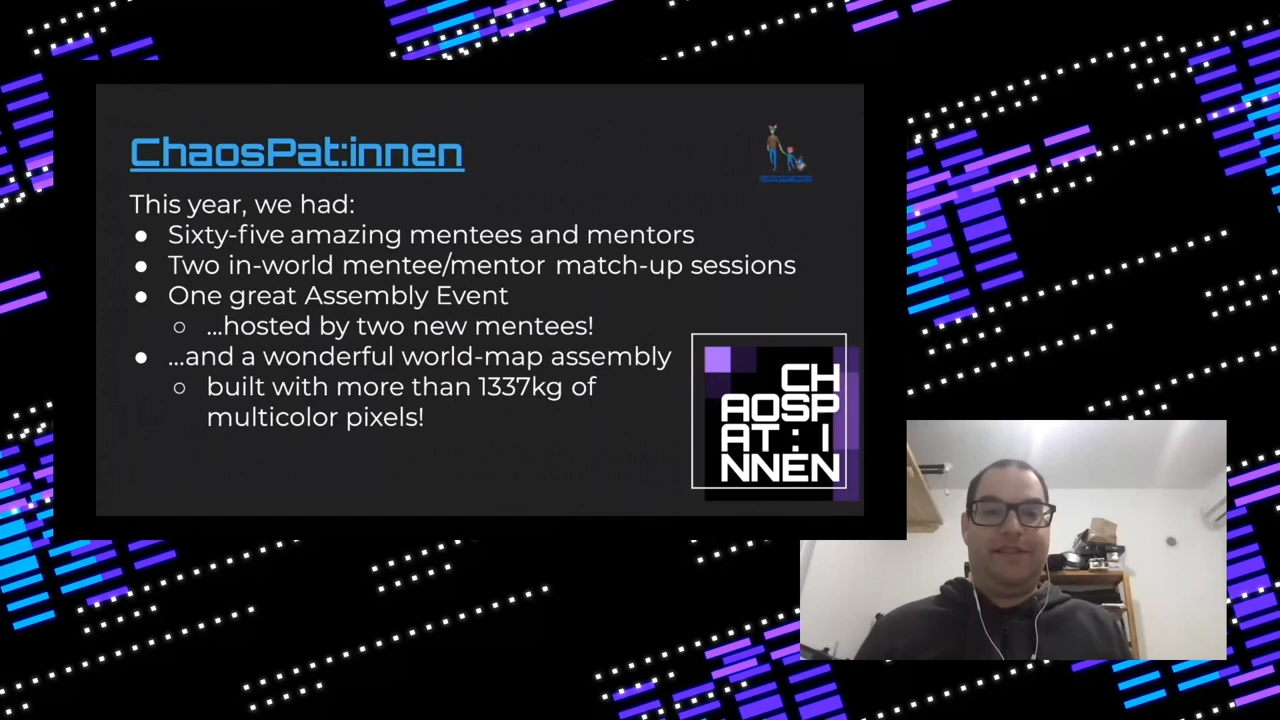 ChaosPat:innen
This year, we had:
● Sixty-five amazing mentees and mentors
● Two in-world mentee/mentor match-up sessions
● One great Assembly Event
○ ...hosted by two new mentees!
● ...and a wonderful world-map assembly
○ built with more than 1337kg of
multicolor pixels!
CH
AOSP
AT : I
NNEN